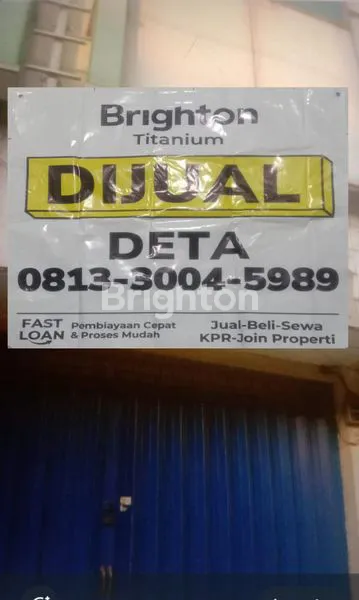 Brighton
Titanium
DIJUAL
DETA
0813-3004-5989
Brighton
FAST LOAN
Pembiayaan Cepat
& Proses Mudah
Jual-Beli-Sewa
KPR-Join Properti